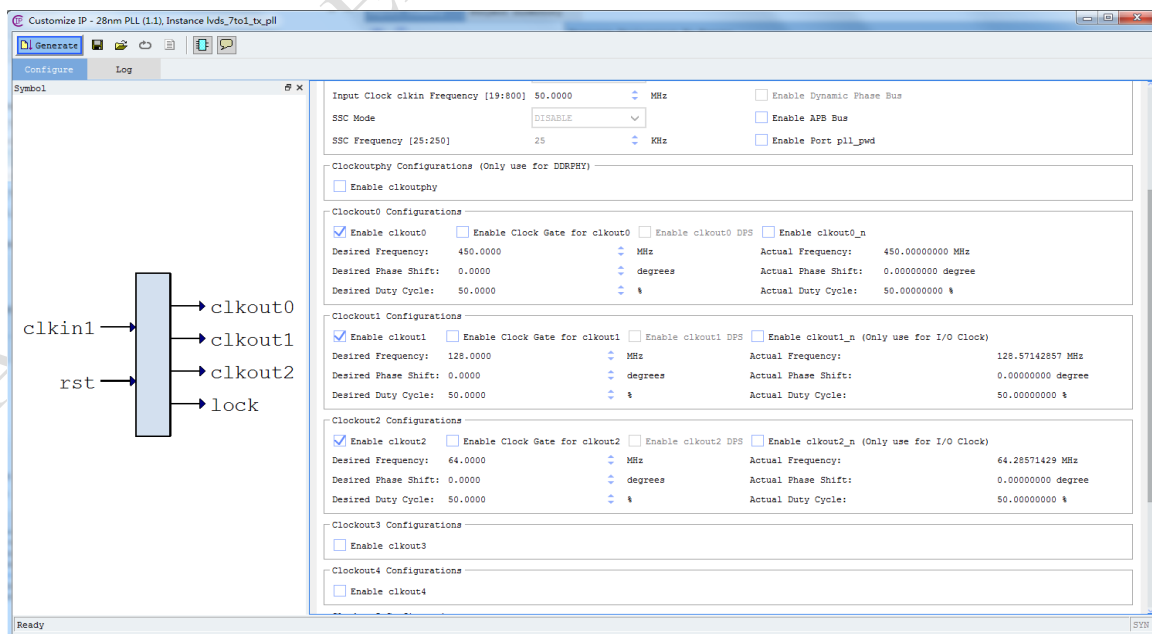 Customize IP - 28nm PLL (1.1), Instance lvds_7to1_tx_pll
Generate
Configure Log
Symbol
clkin1
rst
clkout0
clkout1
clkout2
lock
Input Clock clkin Frequency [19:800] 50.0000 MHz Enable Dynamic Phase Bus
SSC Mode DISABLE Enable APB Bus
SSC Frequency [25:250] 25 KHz Enable Port pll_pwd
Clockoutphy Configurations (Only use for DDRPHY)
Enable clkoutphy
Clockout0 Configurations
Enable clkout0 Enable Clock Gate for clkout0 Enable clkout0 DPS Enable clkout0_n
Desired Frequency: 450.0000 MHz Actual Frequency: 450.00000000 MHz
Desired Phase Shift: 0.0000 degrees Actual Phase Shift: 0.00000000 degree
Desired Duty Cycle: 50.0000 % Actual Duty Cycle: 50.00000000 %
Clockout1 Configurations
Enable clkout1 Enable Clock Gate for clkout1 Enable clkout1 DPS Enable clkout1_n (Only use for I/O Clock)
Desired Frequency: 128.0000 MHz Actual Frequency: 128.57142857 MHz
Desired Phase Shift: 0.0000 degrees Actual Phase Shift: 0.00000000 degree
Desired Duty Cycle: 50.0000 % Actual Duty Cycle: 50.00000000 %
Clockout2 Configurations
Enable clkout2 Enable Clock Gate for clkout2 Enable clkout2 DPS Enable clkout2_n (Only use for I/O Clock)
Desired Frequency: 64.0000 MHz Actual Frequency: 64.28571429 MHz
Desired Phase Shift: 0.0000 degrees Actual Phase Shift: 0.00000000 degree
Desired Duty Cycle: 50.0000 % Actual Duty Cycle: 50.00000000 %
Clockout3 Configurations
Enable clkout3
Clockout4 Configurations
Enable clkout4
Ready SYN